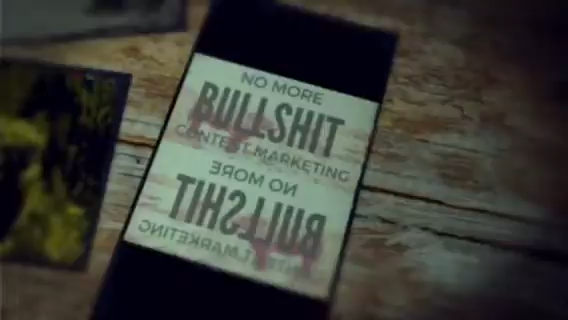 NO MORE
BULLSHIT
CONTENT MARKETING
NO MORE
BULLSHIT
MARKETING